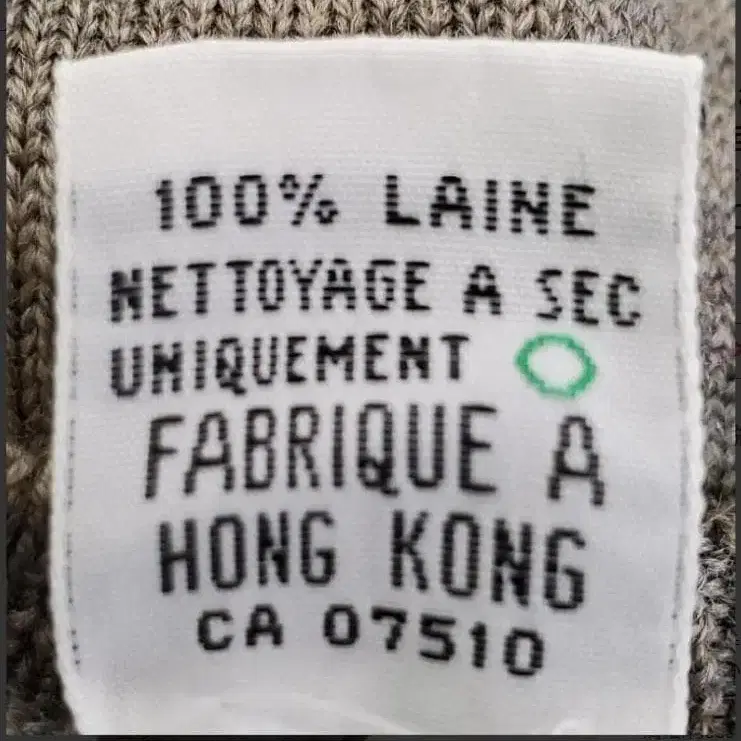 100% LAINE
NETTOYAGE A SEC
UNIQUEMENT
FABRIQUE A
HONG KONG
CA 07510